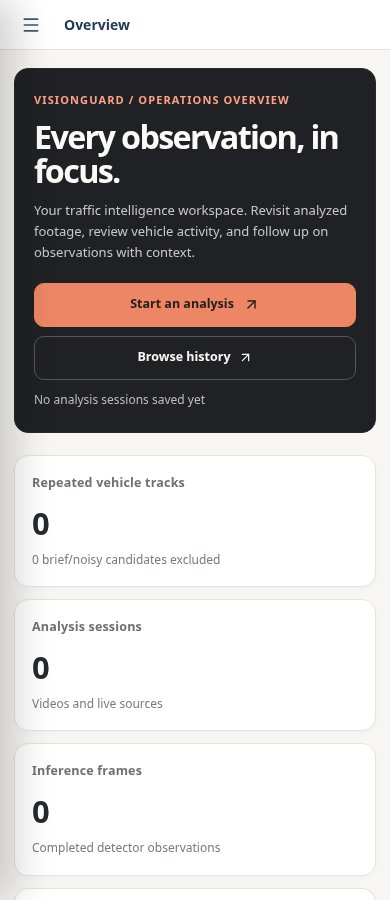 Overview
VISIONGUARD / OPERATIONS OVERVIEW
Every observation, in
focus.
Your traffic intelligence workspace. Revisit analyzed
footage, review vehicle activity, and follow up on
observations with context.
Start an analysis
Browse history
No analysis sessions saved yet
Repeated vehicle tracks
0
0 brief/noisy candidates excluded
Analysis sessions
0
Videos and live sources
Inference frames
0
Completed detector observations